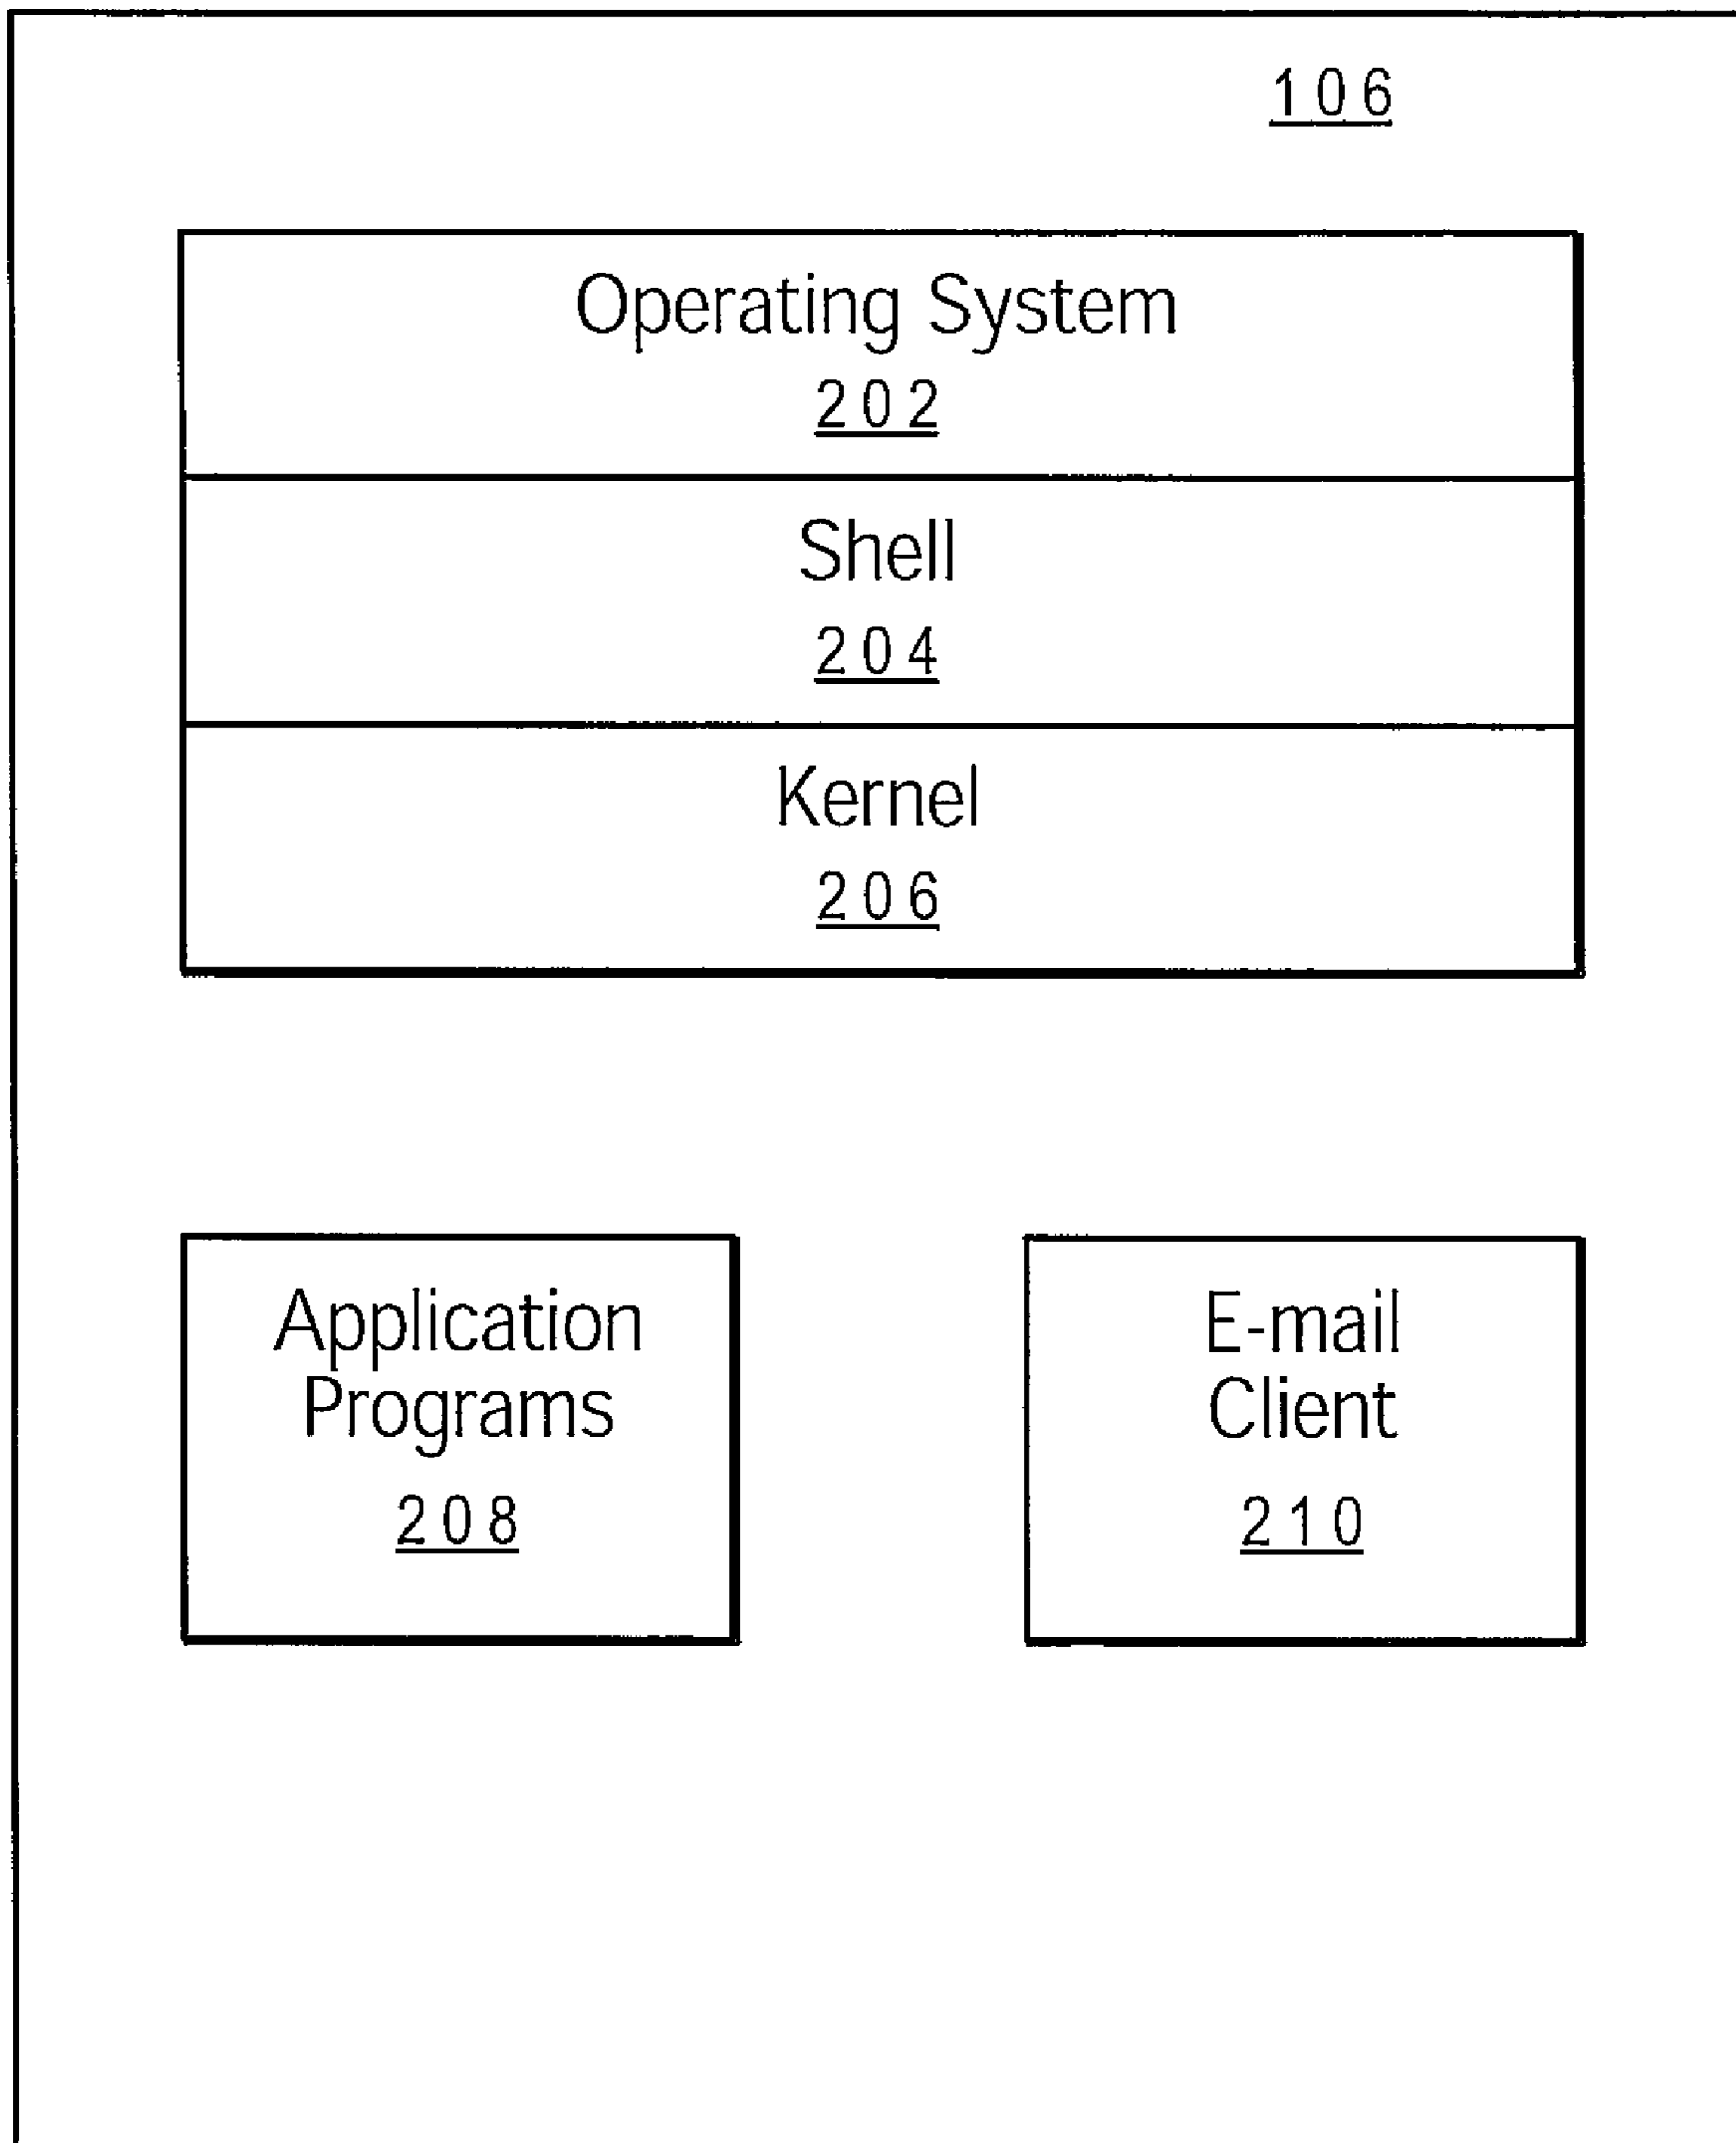 106
Operating System
202
Shell
204
Kernel
206
Application
Programs
208
E-mail
Client
210